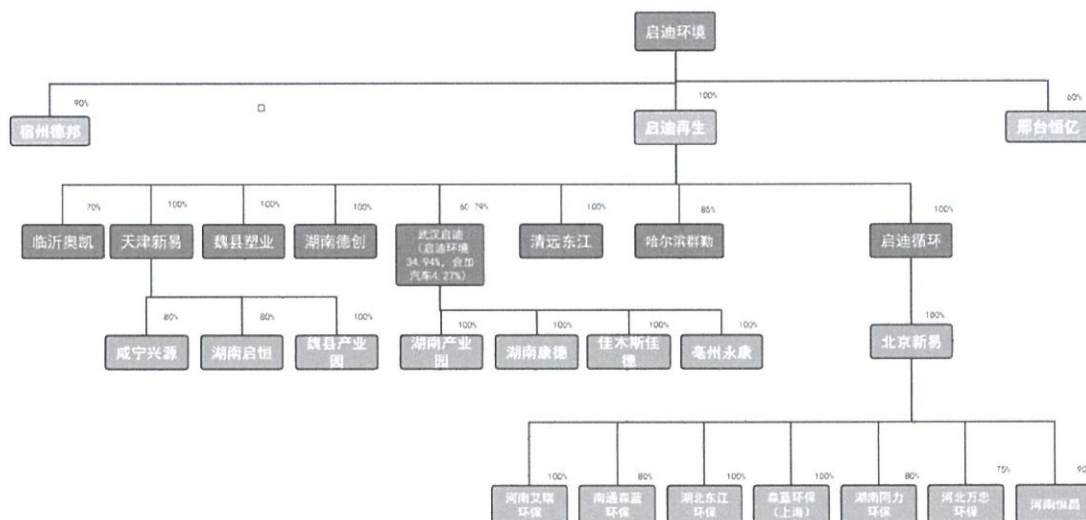 启迪环境
90%
100%
60%
宿州德邦
启迪再生
邢台恒亿
70%
100%
100%
100%
60.79%
100%
85%
100%
临沂奥凯
天津新易
魏县塑业
湖南德创
武汉启迪
（启迪环境
34.94%，合加
汽车4.27%）
清远东江
哈尔滨群勤
启迪循环
80%
80%
100%
100%
100%
100%
100%
100%
咸宁兴源
湖南启恒
魏县产业
园
湖南产业
园
湖南康德
佳木斯佳
德
亳州永康
北京新易
100%
80%
100%
100%
80%
75%
90%
河南艾瑞
环保
南通森蓝
环保
湖北东江
环保
森蓝环保
（上海）
湖南同力
环保
河北万忠
环保
河南恒昌